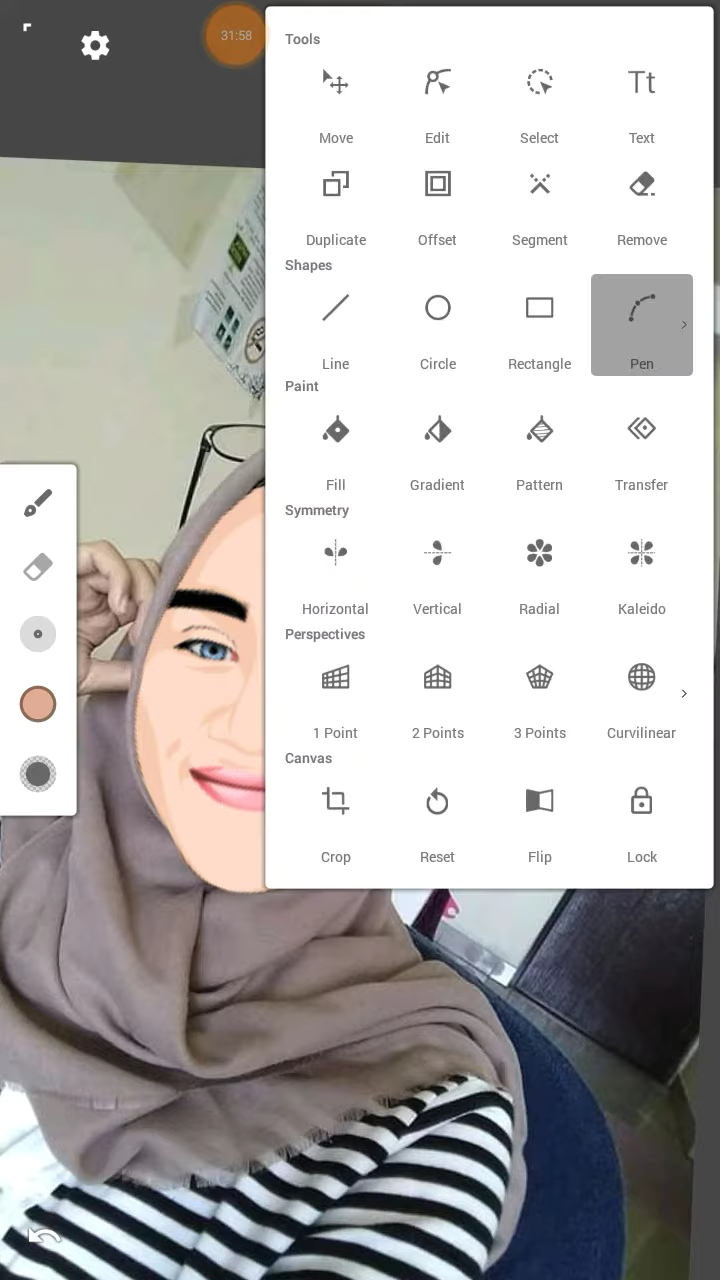 31:58
Tools
Move Edit Select Text
Duplicate Offset Segment Remove
Shapes
Line Circle Rectangle Pen
Paint
Fill Gradient Pattern Transfer
Symmetry
Horizontal Vertical Radial Kaleido
Perspectives
1 Point 2 Points 3 Points Curvilinear
Canvas
Crop Reset Flip Lock